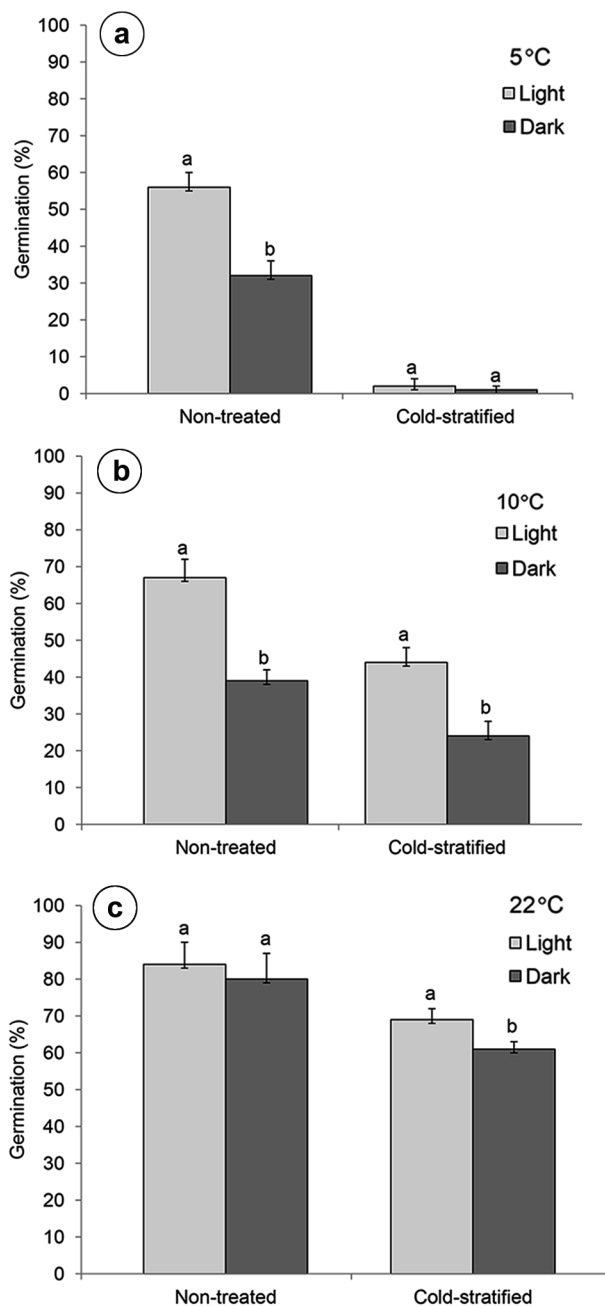 a
5°C
Light
Dark
Germination (%)
100
90
80
70
60
50
40
30
20
10
0
a
b
a
a
Non-treated
Cold-stratified
b
10°C
Light
Dark
Germination (%)
100
90
80
70
60
50
40
30
20
10
0
a
b
a
b
Non-treated
Cold-stratified
c
22°C
Light
Dark
Germination (%)
100
90
80
70
60
50
40
30
20
10
0
a
a
a
b
Non-treated
Cold-stratified